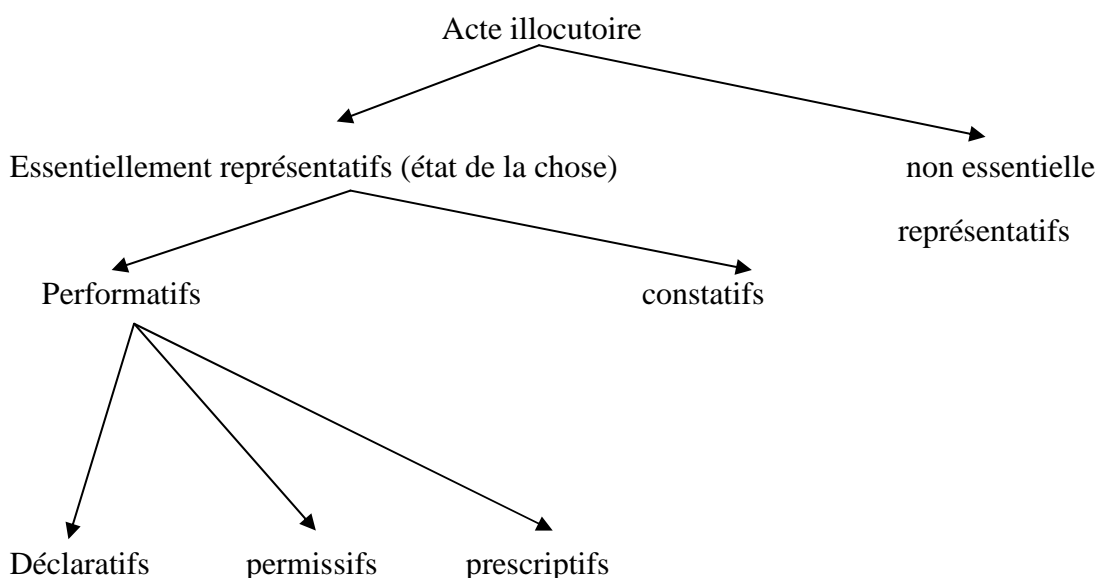 Acte illocutoire
Essentiellement représentatifs (état de la chose)
non essentielle
représentatifs
Performatifs
constatifs
Déclaratifs
permissifs
prescriptifs